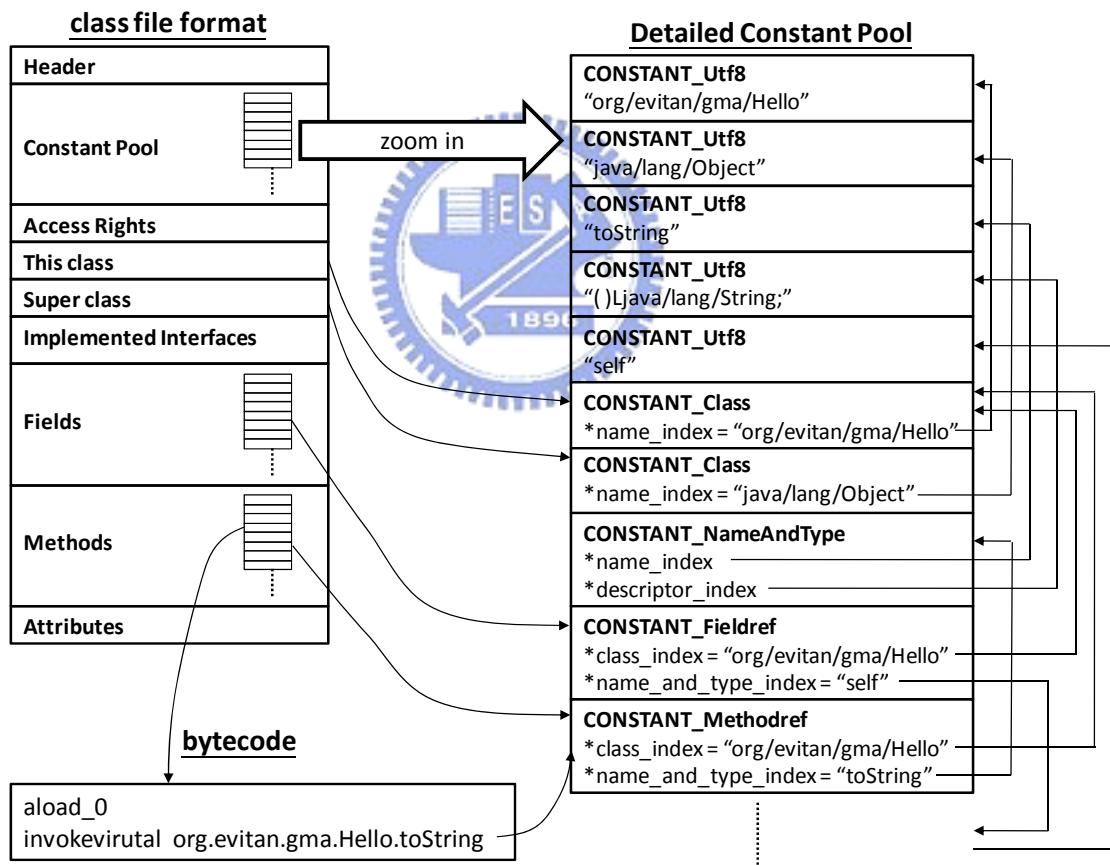 class file format
Header
Constant Pool
Access Rights
This class
Super class
Implemented Interfaces
Fields
Methods
Attributes
zoom in
Detailed Constant Pool
CONSTANT_Utf8
“org/evitan/gma/Hello”
CONSTANT_Utf8
“java/lang/Object”
CONSTANT_Utf8
“toString”
CONSTANT_Utf8
“( )Ljava/lang/String;”
CONSTANT_Utf8
“self”
CONSTANT_Class
*name_index = “org/evitan/gma/Hello”
CONSTANT_Class
*name_index = “java/lang/Object”
CONSTANT_NameAndType
*name_index
*descriptor_index
CONSTANT_Fieldref
*class_index = “org/evitan/gma/Hello”
*name_and_type_index = “self”
CONSTANT_Methodref
*class_index = “org/evitan/gma/Hello”
*name_and_type_index = “toString”
bytecode
aload_0
invokevirutal org.evitan.gma.Hello.toString
E S
1896